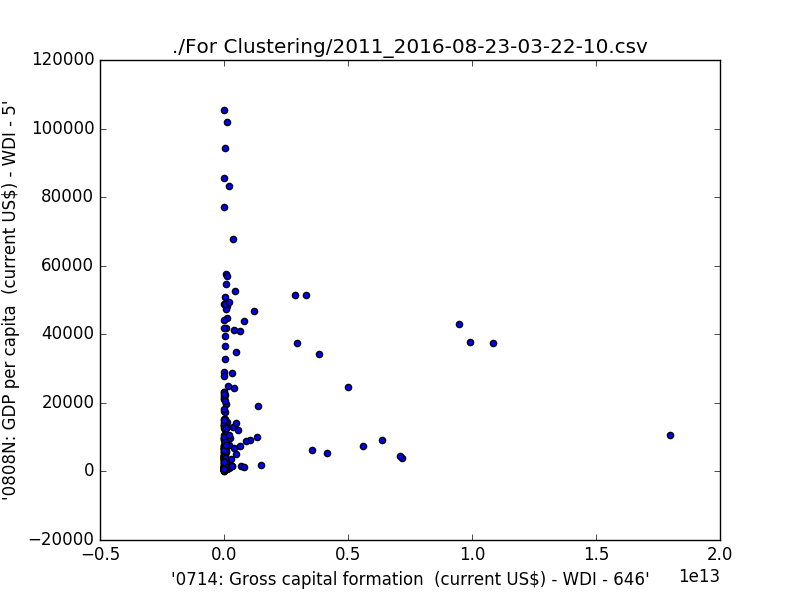 ./For Clustering/2011_2016-08-23-03-22-10.csv
120000
100000
80000
60000
40000
20000
0
−20000
'0808N: GDP per capita  (current US$) - WDI - 5'
−0.5 0.0 0.5 1.0 1.5 2.0
1e13
'0714: Gross capital formation  (current US$) - WDI - 646'